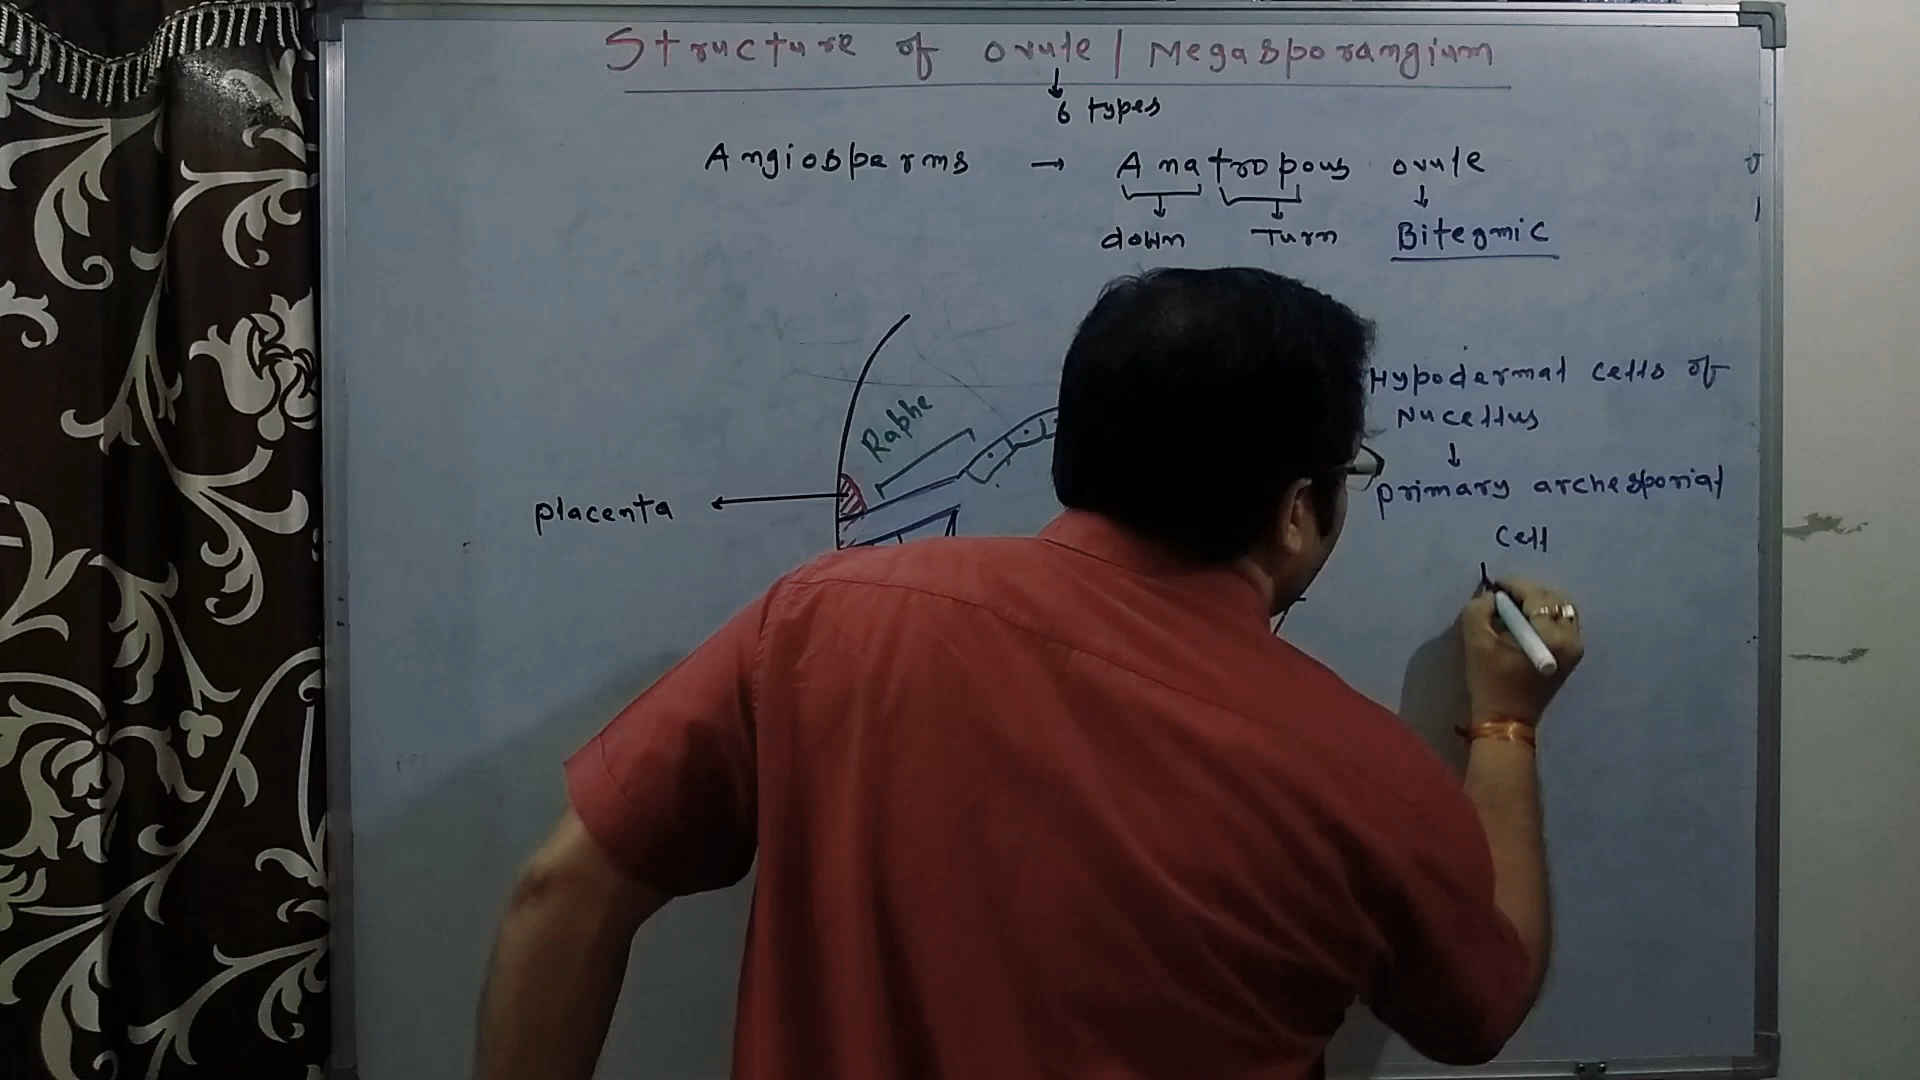 Structure of ovule / Megasporangium
↓
6 types
Angiosperms → Anatropous ovule
↓ ↓ ↓
down Turn Bitegmic
Hypodermal cells of
Nucellus
↓
Raphe
primary archesporial
placenta
cell